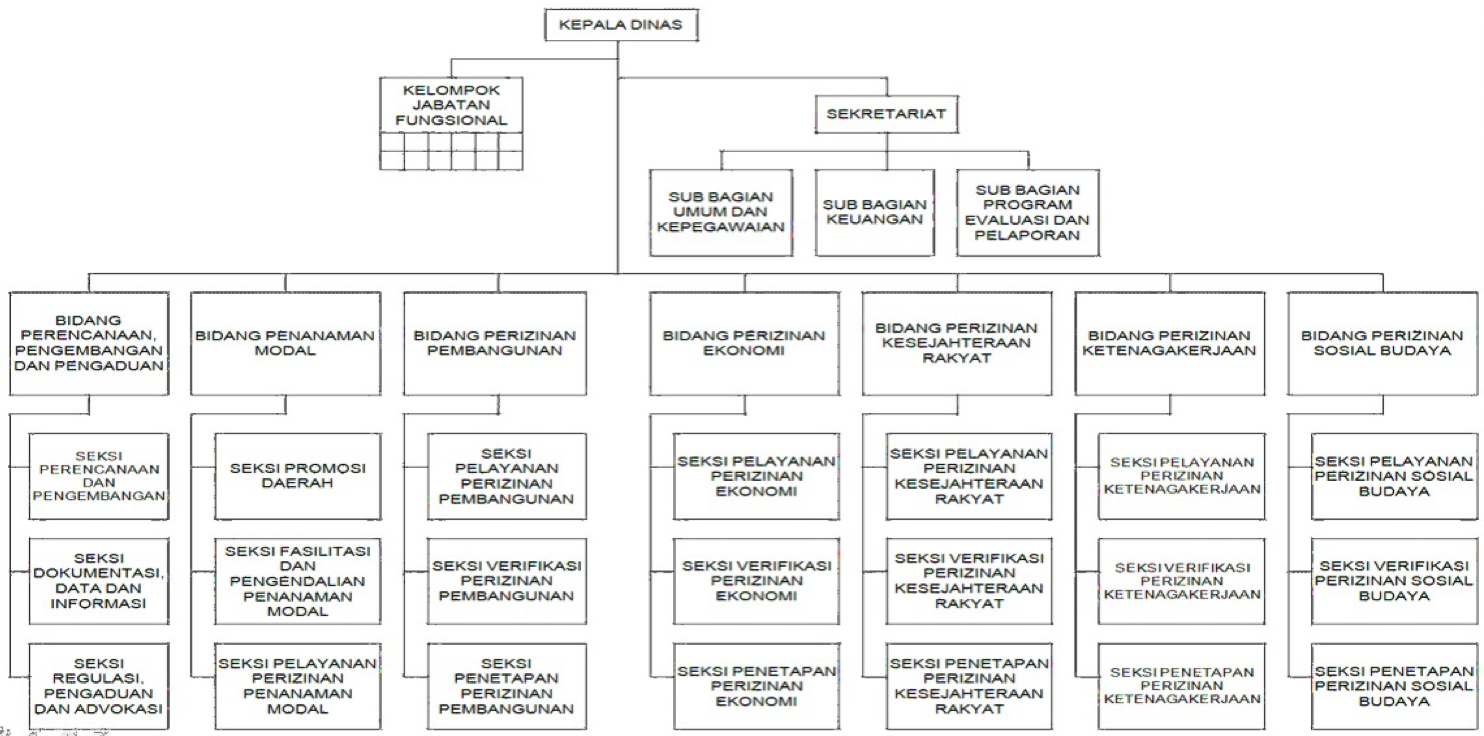 KEPALA DINAS
KELOMPOK
JABATAN
FUNGSIONAL
SEKRETARIAT
SUB BAGIAN
UMUM DAN
KEPEGAWAIAN
SUB BAGIAN
KEUANGAN
SUB BAGIAN
PROGRAM
EVALUASI DAN
PELAPORAN
BIDANG
PERENCANAAN,
PENGEMBANGAN
DAN PENGADUAN
BIDANG PENANAMAN
MODAL
BIDANG PERIZINAN
PEMBANGUNAN
BIDANG PERIZINAN
EKONOMI
BIDANG PERIZINAN
KESEJAHTERAAN
RAKYAT
BIDANG PERIZINAN
KETENAGAKERJAAN
BIDANG PERIZINAN
SOSIAL BUDAYA
SEKSI
PERENCANAAN
DAN
PENGEMBANGAN
SEKSI PROMOSI
DAERAH
SEKSI
PELAYANAN
PERIZINAN
PEMBANGUNAN
SEKSI PELAYANAN
PERIZINAN
EKONOMI
SEKSI PELAYANAN
PERIZINAN
KESEJAHTERAAN
RAKYAT
SEKSI PELAYANAN
PERIZINAN
KETENAGAKERJAAN
SEKSI PELAYANAN
PERIZINAN SOSIAL
BUDAYA
SEKSI
DOKUMENTASI,
DATA DAN
INFORMASI
SEKSI FASILITASI
DAN
PENGENDALIAN
PENANAMAN
MODAL
SEKSI VERIFIKASI
PERIZINAN
PEMBANGUNAN
SEKSI VERIFIKASI
PERIZINAN
EKONOMI
SEKSI VERIFIKASI
PERIZINAN
KESEJAHTERAAN
RAKYAT
SEKSI VERIFIKASI
PERIZINAN
KETENAGAKERJAAN
SEKSI VERIFIKASI
PERIZINAN SOSIAL
BUDAYA
SEKSI
REGULASI,
PENGADUAN
DAN ADVOKASI
SEKSI PELAYANAN
PERIZINAN
PENANAMAN
MODAL
SEKSI
PENETAPAN
PERIZINAN
PEMBANGUNAN
SEKSI PENETAPAN
PERIZINAN
EKONOMI
SEKSI PENETAPAN
PERIZINAN
KESEJAHTERAAN
RAKYAT
SEKSI PENETAPAN
PERIZINAN
KETENAGAKERJAAN
SEKSI PENETAPAN
PERIZINAN SOSIAL
BUDAYA